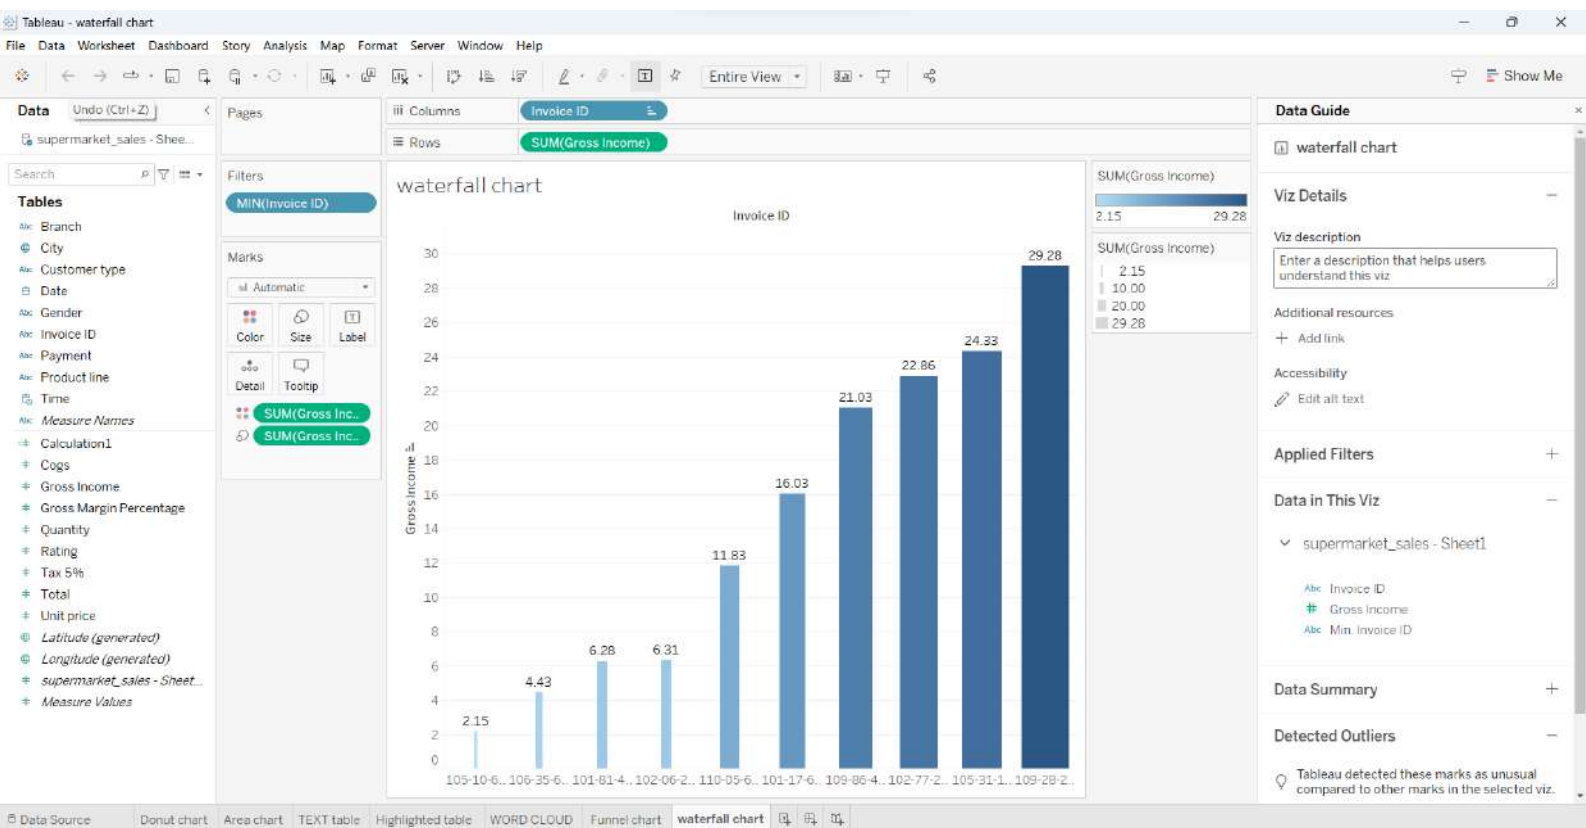 Tableau - waterfall chart
File Data Worksheet Dashboard Story Analysis Map Format Server Window Help
Entire View
Show Me
Data
Undo (Ctrl+Z)
supermarket_sales - Shee...
Search
Tables
Abc Branch
City
Abc Customer type
Date
Abc Gender
Abc Invoice ID
Abc Payment
Abc Product line
Time
Abc Measure Names
Calculation1
Cogs
Gross Income
Gross Margin Percentage
Quantity
Rating
Tax 5%
Total
Unit price
Latitude (generated)
Longitude (generated)
supermarket_sales - Sheet...
Measure Values
Pages
Filters
MIN(Invoice ID)
Marks
Automatic
Color Size Label
Detail Tooltip
SUM(Gross Inc..
SUM(Gross Inc..
iii Columns Invoice ID
Rows SUM(Gross Income)
waterfall chart
Invoice ID
Gross Income
30
28
26
24
22
20
18
16
14
12
10
8
6
4
2
0
2.15
4.43
6.28
6.31
11.83
16.03
21.03
22.86
24.33
29.28
105-10-6.. 106-35-6.. 101-81-4.. 102-06-2.. 110-05-6.. 101-17-6.. 109-86-4.. 102-77-2.. 105-31-1.. 109-28-2..
SUM(Gross Income)
2.15 29.28
SUM(Gross Income)
2.15
10.00
20.00
29.28
Data Guide
waterfall chart
Viz Details
Viz description
Enter a description that helps users
understand this viz
Additional resources
Add link
Accessibility
Edit alt text
Applied Filters
Data in This Viz
supermarket_sales - Sheet1
Abc Invoice ID
Gross Income
Abc Min. Invoice ID
Data Summary
Detected Outliers
Tableau detected these marks as unusual
compared to other marks in the selected viz.
Data Source Donut chart Area chart TEXT table Highlighted table WORD CLOUD Funnel chart waterfall chart